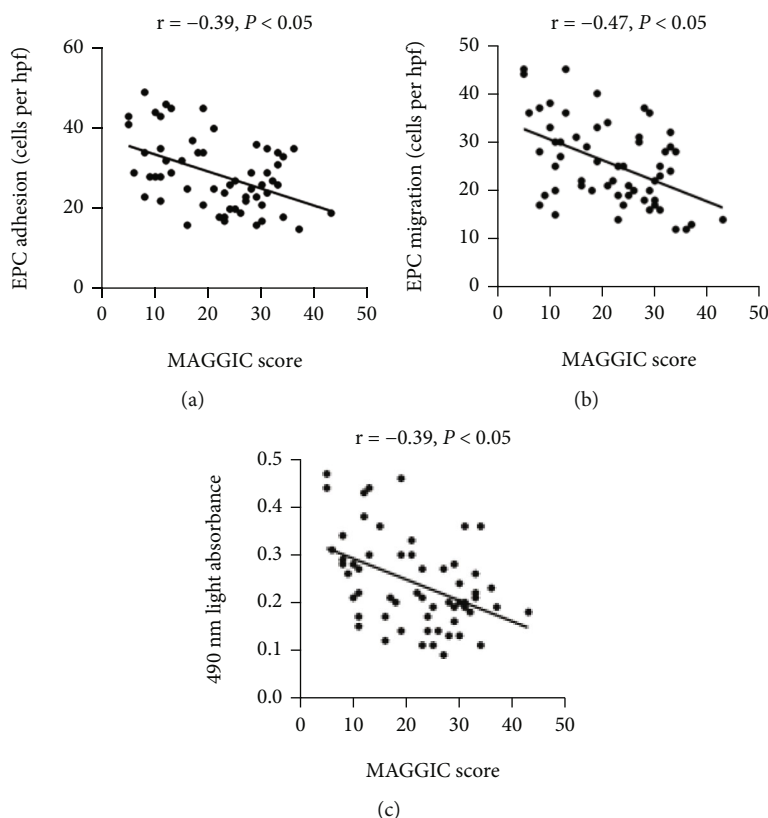 r = −0.39, P < 0.05
EPC adhesion (cells per hpf)
60
40
20
0
0 10 20 30 40 50
MAGGIC score
(a)
r = −0.47, P < 0.05
EPC migration (cells per hpf)
50
40
30
20
10
0
0 10 20 30 40 50
MAGGIC score
(b)
r = −0.39, P < 0.05
490 nm light absorbance
0.5
0.4
0.3
0.2
0.1
0.0
0 10 20 30 40 50
MAGGIC score
(c)